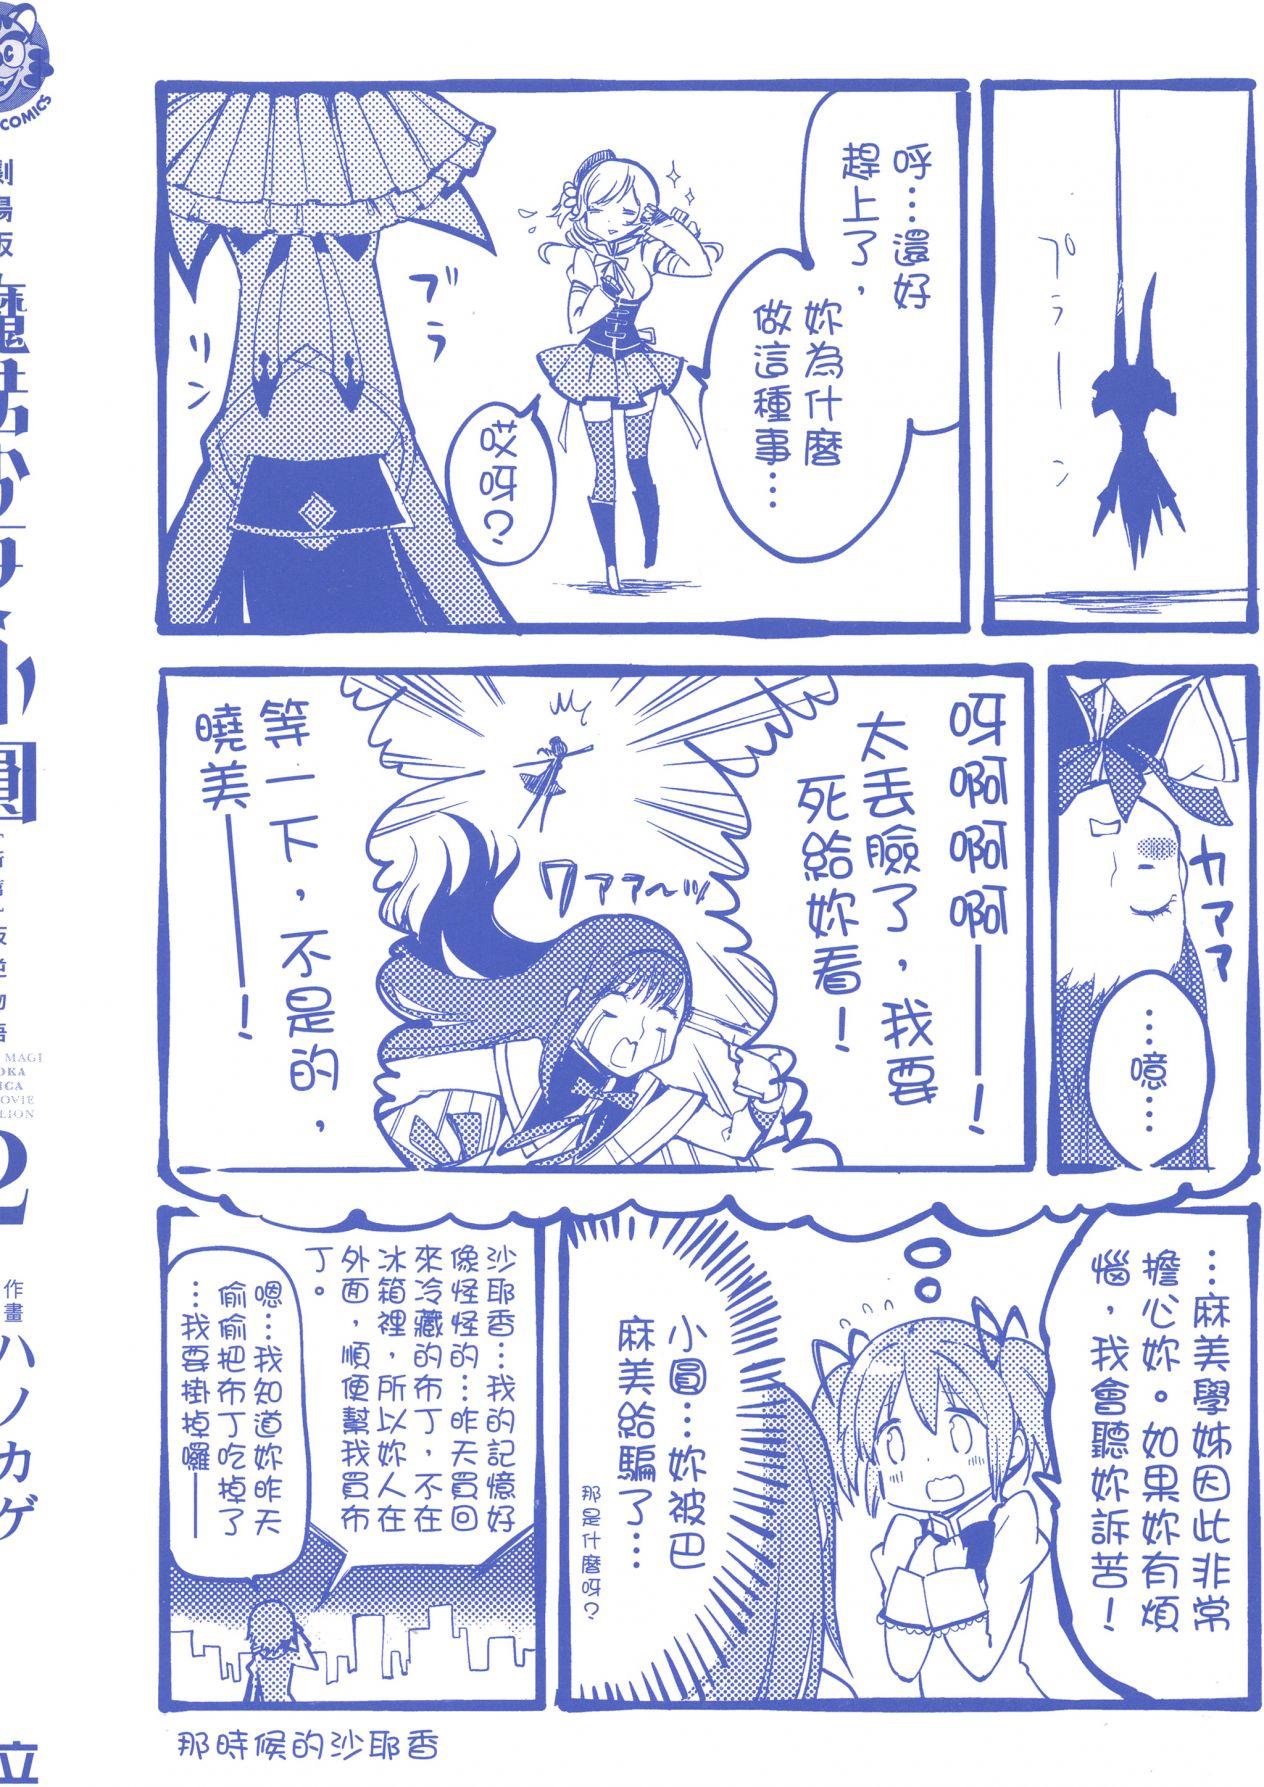 プラーン
呼…還好
趕上了，
妳為什麼
做這種事…
哎呀？
ブラ
リン
カァァ
…噫…
呀啊啊啊啊——！
太丟臉了，我要
死給妳看！
ワァァ〜ッ
等一下，不是的，
曉美——！
…麻美學姊因此非常
擔心妳。如果妳有煩
惱，我會聽妳訴苦！
小圓…妳被巴
麻美給騙了…
那是什麼呀？
沙耶香…我的記憶好
像怪怪的…昨天買回
來冷藏的布丁，不在
冰箱裡，所以妳人在
外面，順便幫我買布
丁。
嗯…我知道妳昨天
偷偷把布丁吃掉了
…我要掛掉囉——
那時候的沙耶香
COMICS
劇場版
MAGI
2
作畫
ハノカゲ
立